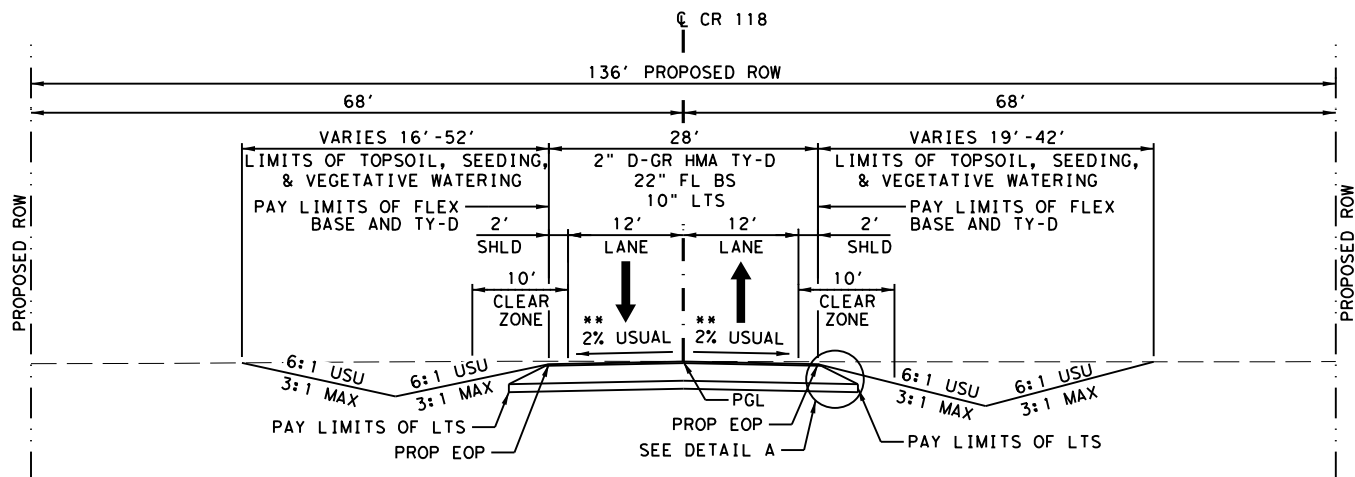 ℄ CR 118
136' PROPOSED ROW
68'
68'
VARIES 16'-52'
LIMITS OF TOPSOIL, SEEDING,
& VEGETATIVE WATERING
28'
2" D-GR HMA TY-D
22" FL BS
10" LTS
VARIES 19'-42'
LIMITS OF TOPSOIL, SEEDING,
& VEGETATIVE WATERING
PAY LIMITS OF FLEX
BASE AND TY-D
PAY LIMITS OF FLEX
BASE AND TY-D
2'
SHLD
12'
LANE
12'
LANE
2'
SHLD
10'
CLEAR
ZONE
10'
CLEAR
ZONE
**
2% USUAL
**
2% USUAL
PROPOSED ROW
PROPOSED ROW
6:1 USU
3:1 MAX
6:1 USU
3:1 MAX
6:1 USU
3:1 MAX
6:1 USU
3:1 MAX
PGL
PAY LIMITS OF LTS
PROP EOP
PROP EOP
SEE DETAIL A
PAY LIMITS OF LTS